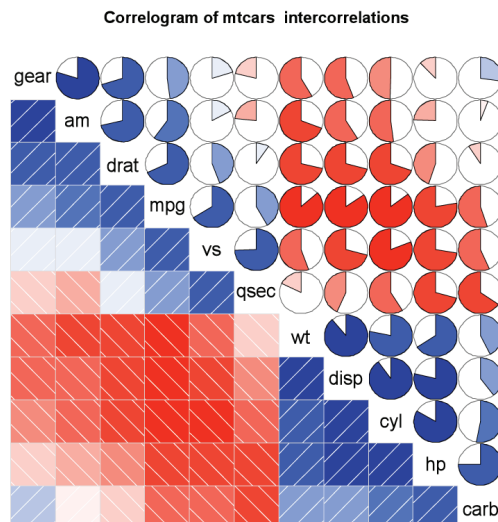 Correlogram of mtcars intercorrelations
gear
am
drat
mpg
vs
qsec
wt
disp
cyl
hp
carb